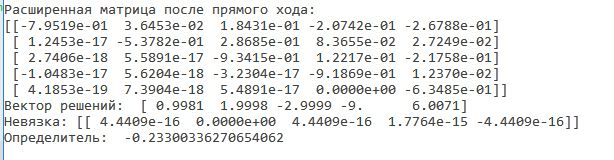 Расширенная матрица после прямого хода:
[[-7.9519e-01  3.6453e-02  1.8431e-01 -2.0742e-01 -2.6788e-01]
 [ 1.2453e-17 -5.3782e-01  2.8685e-01  8.3655e-02  2.7249e-02]
 [ 2.7406e-18  5.5891e-17 -9.3415e-01  1.2217e-01 -2.1758e-01]
 [-1.0483e-17  5.6204e-18 -3.2304e-17 -9.1869e-01  1.2370e-02]
 [ 4.1853e-19  7.3904e-18  5.4891e-17  0.0000e+00 -6.3485e-01]]
Вектор решений:  [ 0.9981  1.9998 -2.9999 -9.      6.0071]
Невязка: [[ 4.4409e-16  0.0000e+00  4.4409e-16  1.7764e-15 -4.4409e-16]]
Определитель:  -0.23300336270654062